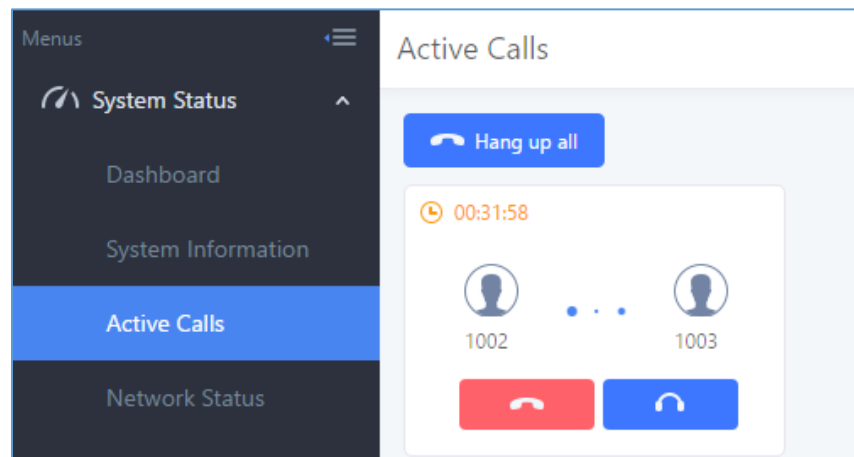 Menus
System Status
Dashboard
System Information
Active Calls
Network Status
Active Calls
Hang up all
00:31:58
1002
1003